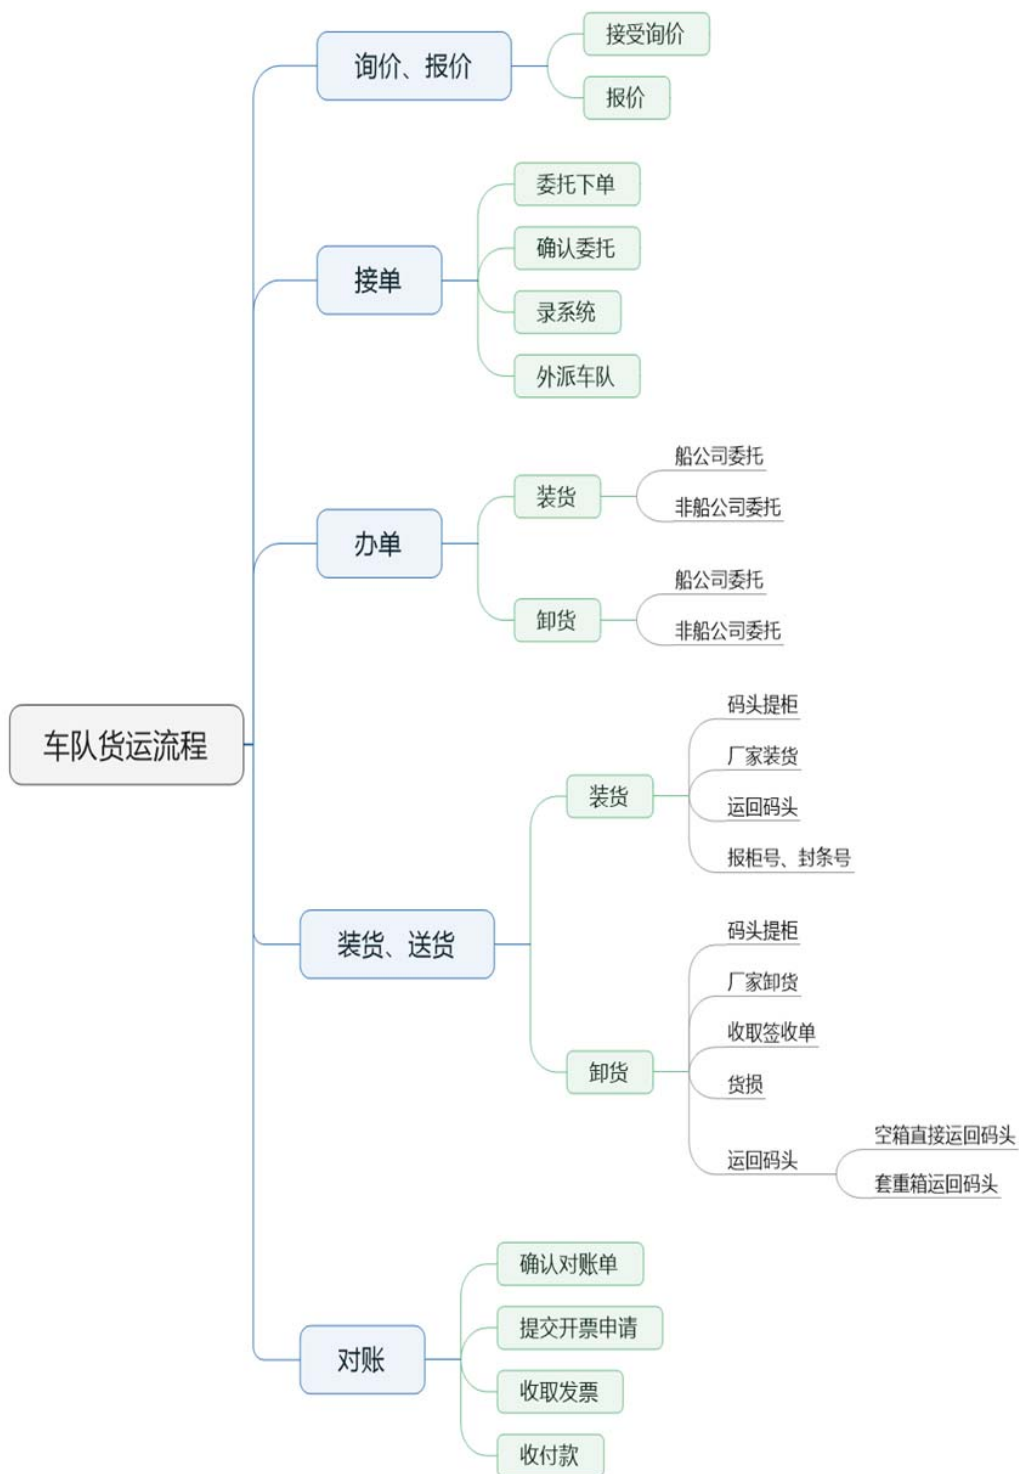 车队货运流程
询价、报价
接受询价
报价
接单
委托下单
确认委托
录系统
外派车队
办单
装货
船公司委托
非船公司委托
卸货
船公司委托
非船公司委托
装货、送货
装货
码头提柜
厂家装货
运回码头
报柜号、封条号
卸货
码头提柜
厂家卸货
收取签收单
货损
运回码头
空箱直接运回码头
套重箱运回码头
对账
确认对账单
提交开票申请
收取发票
收付款